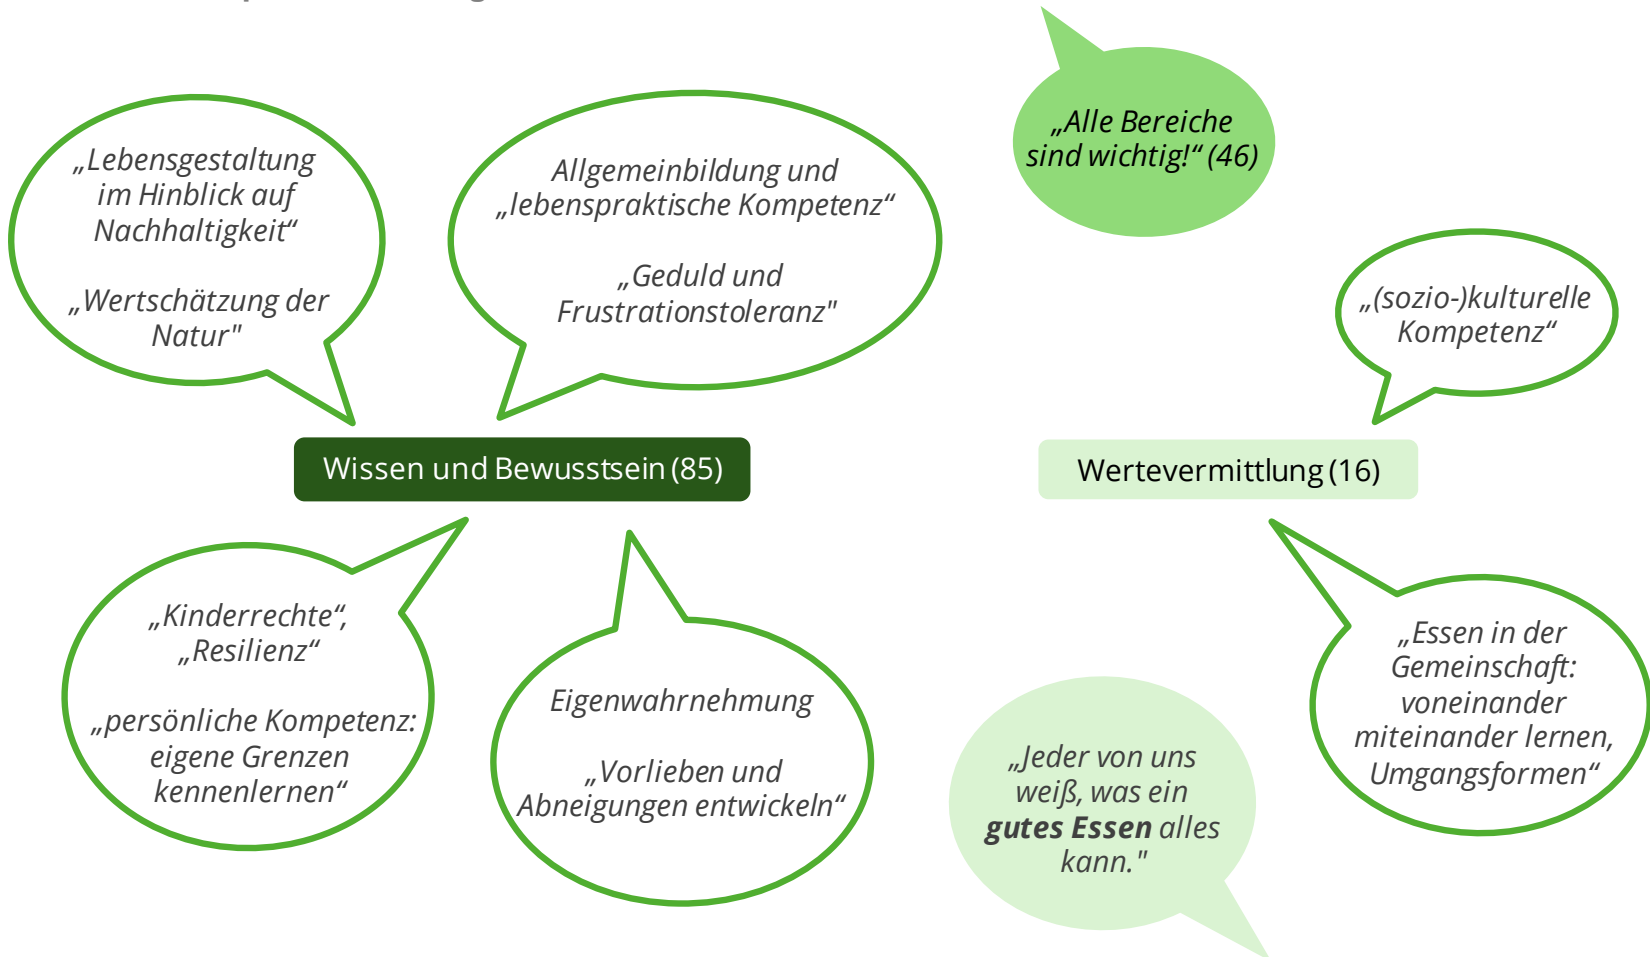 „Alle Bereiche
sind wichtig!“ (46)
„Lebensgestaltung
im Hinblick auf
Nachhaltigkeit“
„Wertschätzung der
Natur"
Allgemeinbildung und
„lebenspraktische Kompetenz“
„Geduld und
Frustrationstoleranz"
„(sozio-)kulturelle
Kompetenz“
Wissen und Bewusstsein (85)
Wertevermittlung (16)
„Kinderrechte“,
„Resilienz“
„persönliche Kompetenz:
eigene Grenzen
kennenlernen“
Eigenwahrnehmung
„Vorlieben und
Abneigungen entwickeln“
„Jeder von uns
weiß, was ein
gutes Essen alles
kann."
„Essen in der
Gemeinschaft:
voneinander
miteinander lernen,
Umgangsformen“